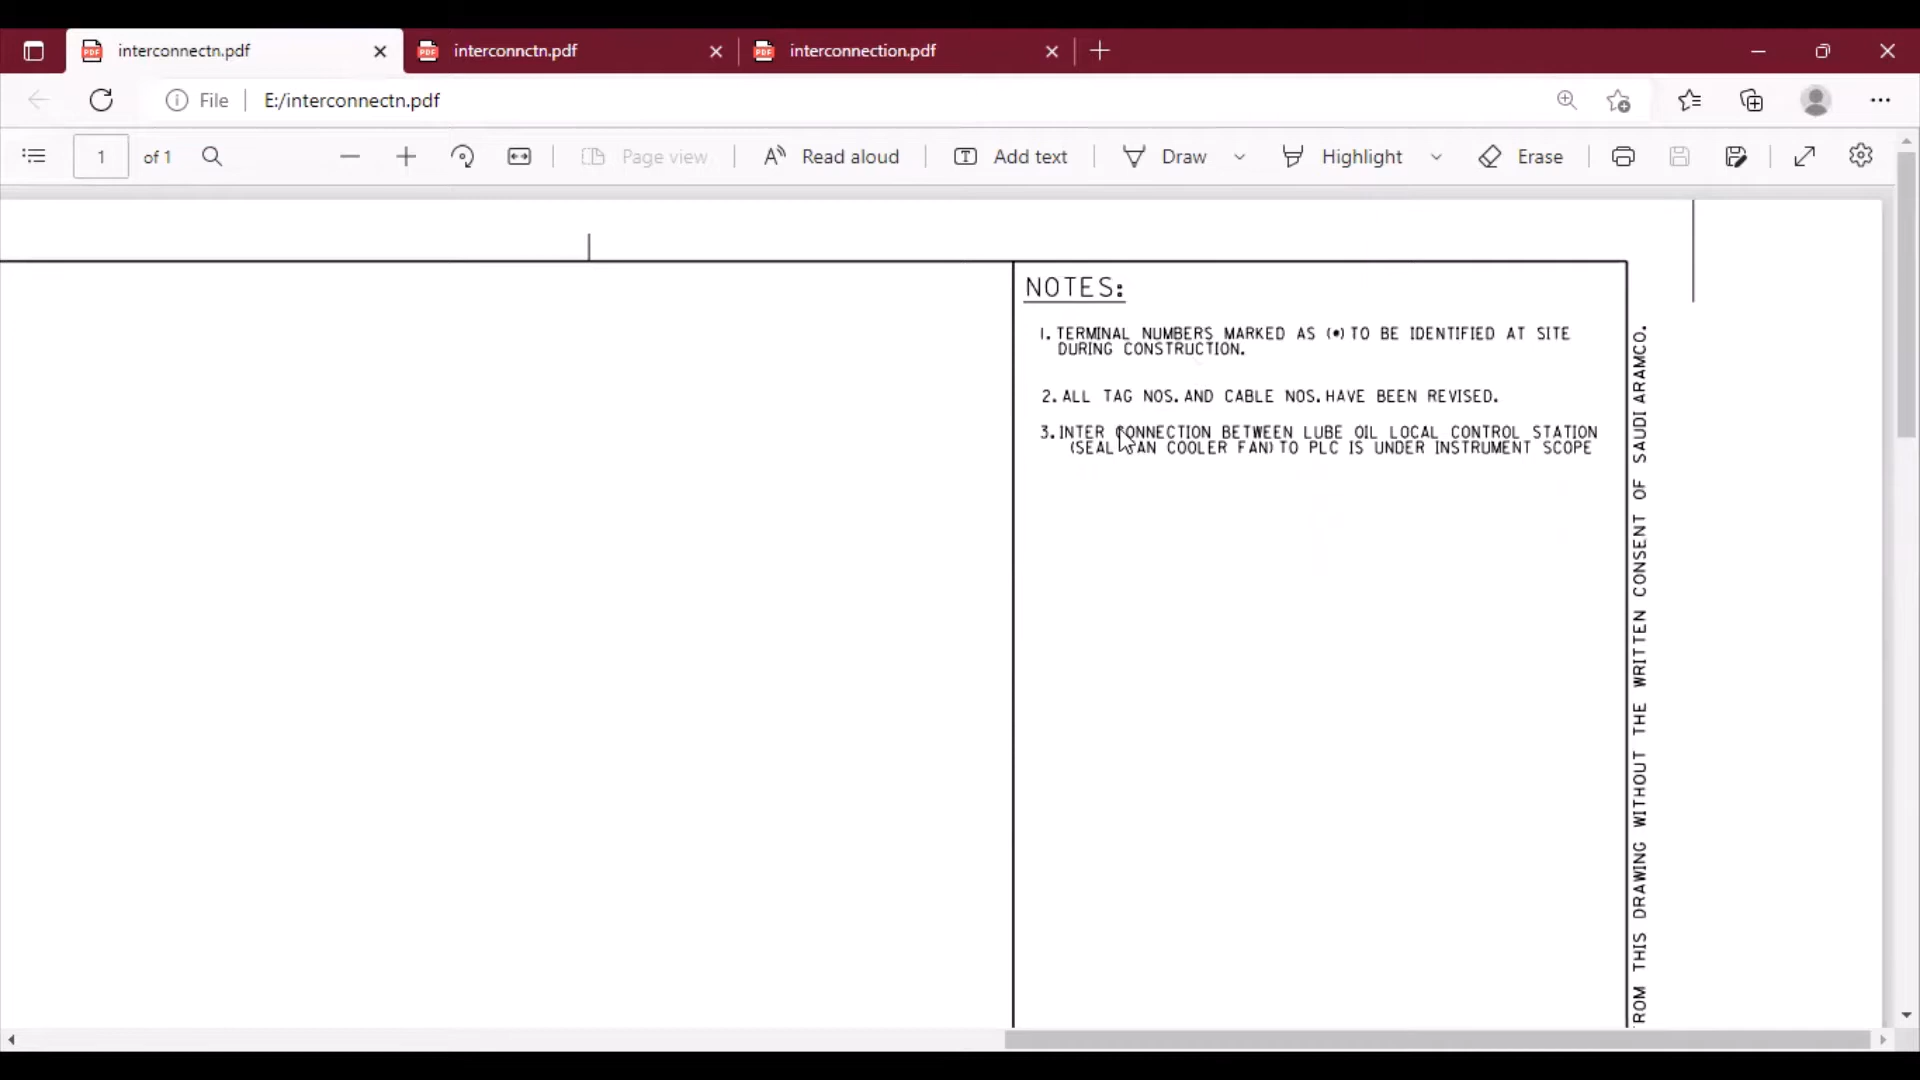 interconnectn.pdf
interconnctn.pdf
interconnection.pdf
File
E:/interconnectn.pdf
1 of 1
Page view
Read aloud
Add text
Draw
Highlight
Erase
NOTES:
1. TERMINAL NUMBERS MARKED AS (*) TO BE IDENTIFIED AT SITE
DURING CONSTRUCTION.
2. ALL TAG NOS. AND CABLE NOS. HAVE BEEN REVISED.
3. INTER CONNECTION BETWEEN LUBE OIL LOCAL CONTROL STATION
(SEAL FAN COOLER FAN) TO PLC IS UNDER INSTRUMENT SCOPE
FROM THIS DRAWING WITHOUT THE WRITTEN CONSENT OF SAUDI ARAMCO.